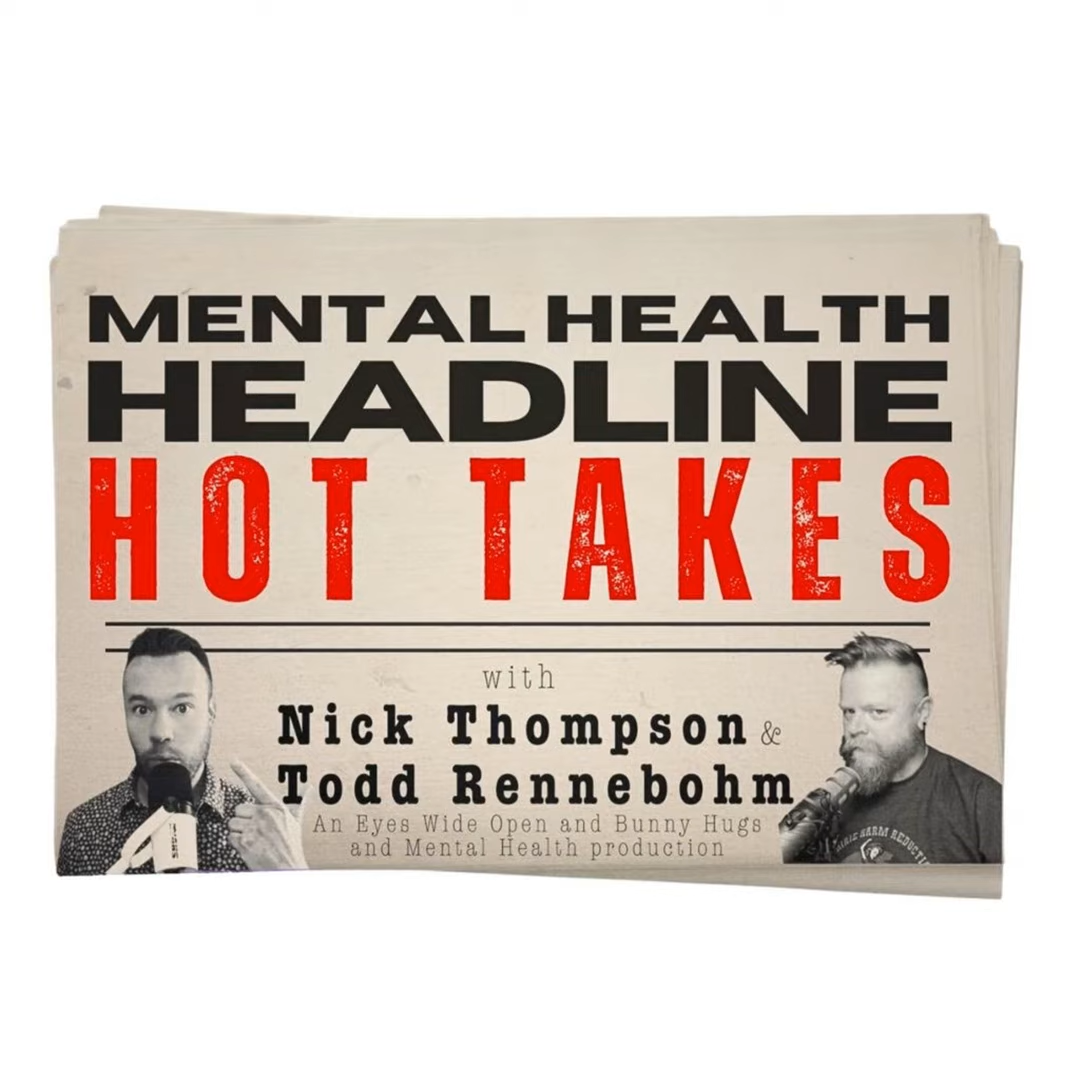 MENTAL HEALTH
HEADLINE
HOT TAKES
with
Nick Thompson &
Todd Rennebohm
An Eyes Wide Open and Bunny Hugs
and Mental Health production